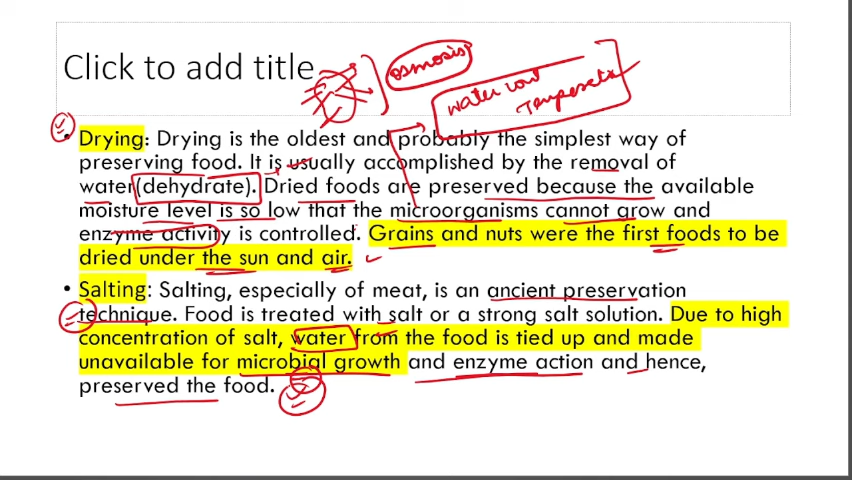 Click to add title
osmosis
Temperate
• Drying: Drying is the oldest and probably the simplest way of
preserving food. It is usually accomplished by the removal of
water(dehydrate). Dried foods are preserved because the available
moisture level is so low that the microorganisms cannot grow and
enzyme activity is controlled. Grains and nuts were the first foods to be
dried under the sun and air.
• Salting: Salting, especially of meat, is an ancient preservation
technique. Food is treated with salt or a strong salt solution. Due to high
concentration of salt, water from the food is tied up and made
unavailable for microbial growth and enzyme action and hence,
preserved the food.